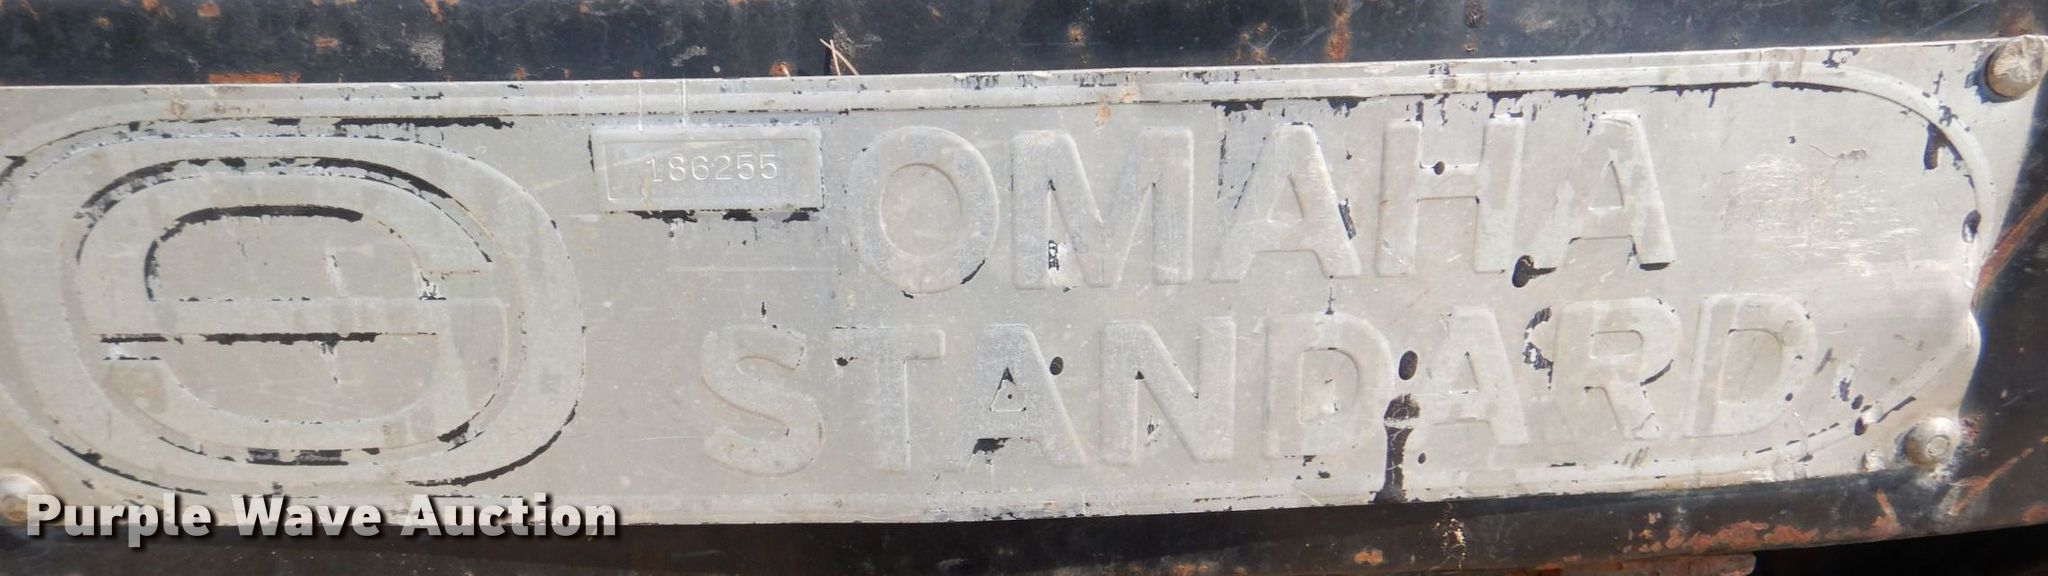 186255
OMAHA
STANDARD
Purple Wave Auction